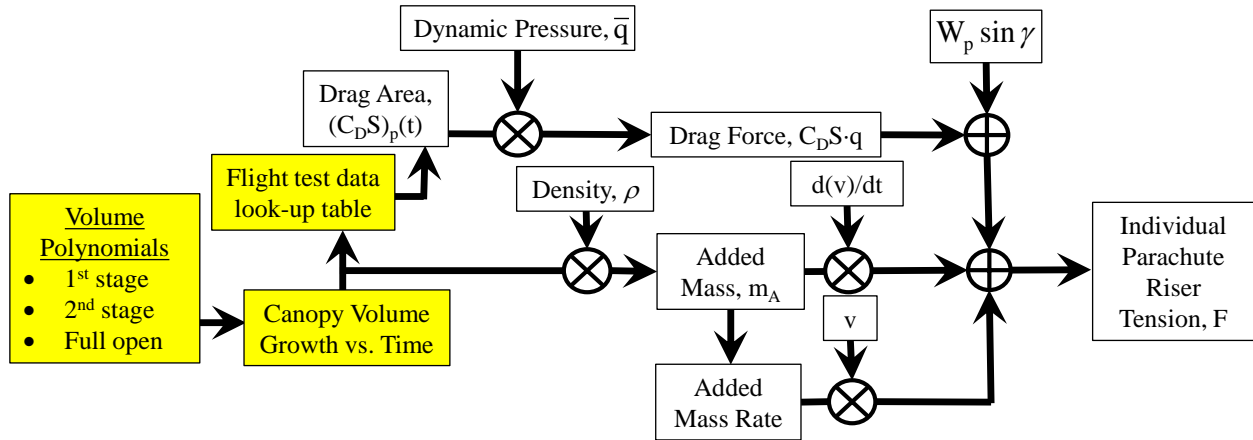 Dynamic Pressure, q̅
W_p sin γ
Drag Area,
(C_DS)_p(t)
Drag Force, C_DS·q
Flight test data
look-up table
Density, ρ
d(v)/dt
Volume
Polynomials
• 1st stage
• 2nd stage
• Full open
Canopy Volume
Growth vs. Time
Added
Mass, m_A
v
Individual
Parachute
Riser
Tension, F
Added
Mass Rate